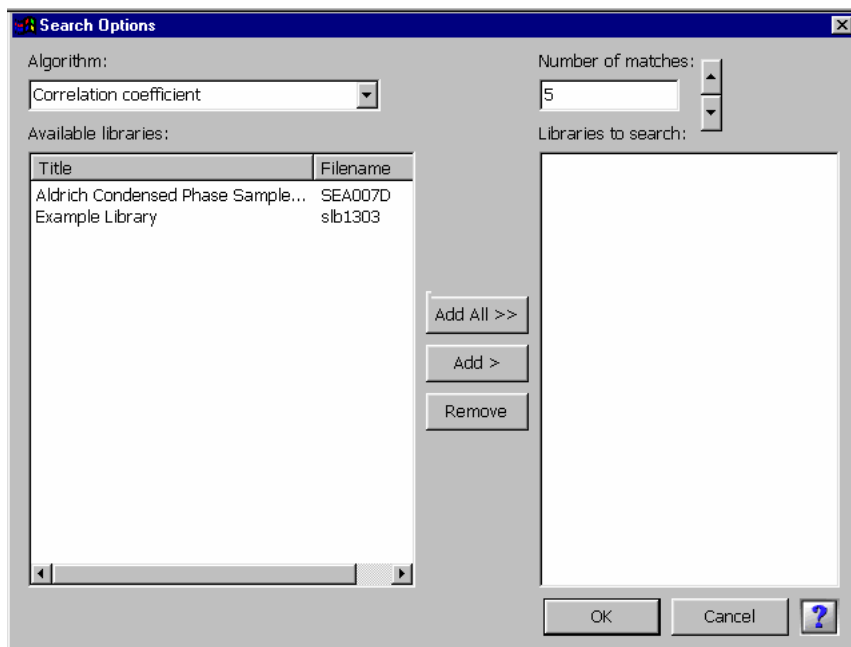 Search Options
Algorithm:
Number of matches:
Correlation coefficient
5
Available libraries:
Libraries to search:
Title Filename
Aldrich Condensed Phase Sample... SEA007D
Example Library slb1303
Add All >>
Add >
Remove
OK Cancel ?